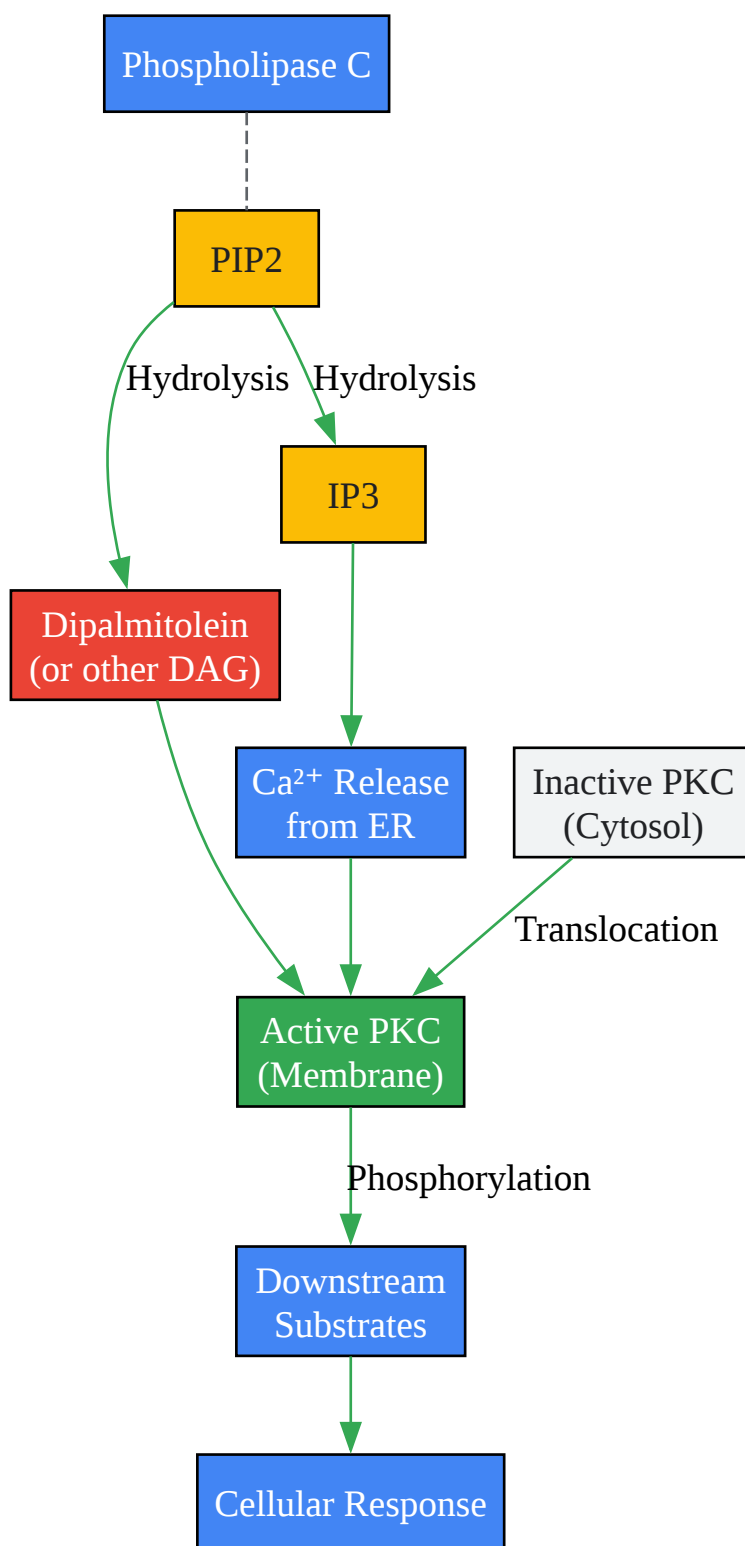 Phospholipase C
PIP2
Hydrolysis
Hydrolysis
IP3
Dipalmitolein
(or other DAG)
Ca²⁺ Release
from ER
Inactive PKC
(Cytosol)
Translocation
Active PKC
(Membrane)
Phosphorylation
Downstream
Substrates
Cellular Response